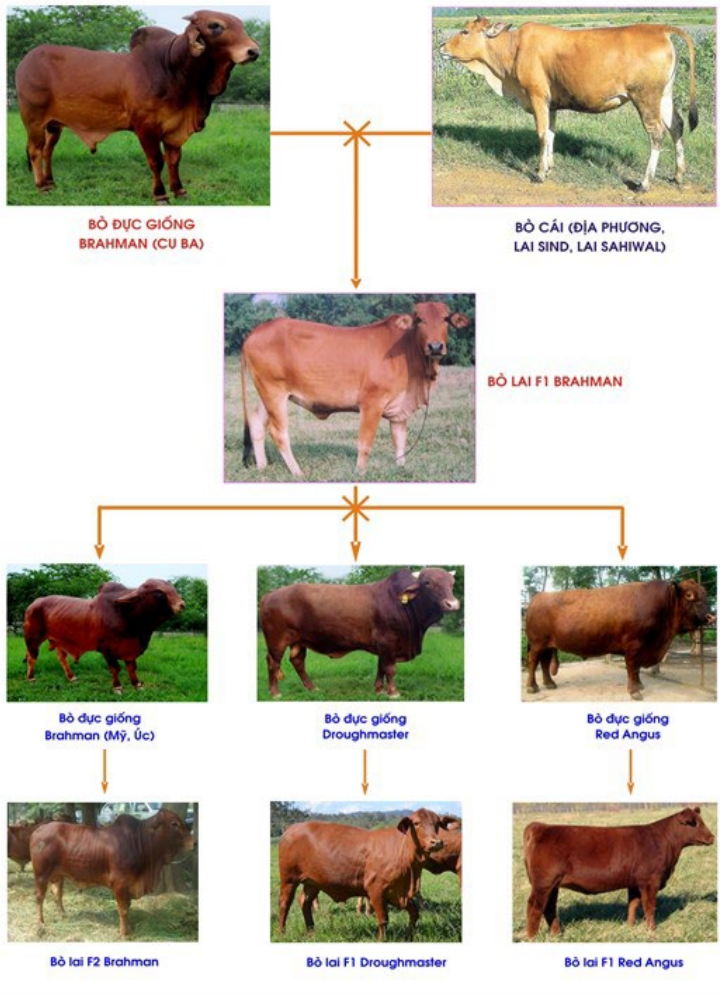 BÒ ĐỰC GIỐNG
BRAHMAN (CU BA)
BÒ CÁI (ĐỊA PHƯƠNG,
LAI SIND, LAI SAHIWAL)
BÒ LAI F1 BRAHMAN
Bò đực giống
Brahman (Mỹ, Úc)
Bò đực giống
Droughmaster
Bò đực giống
Red Angus
Bò lai F2 Brahman
Bò lai F1 Droughmaster
Bò lai F1 Red Angus